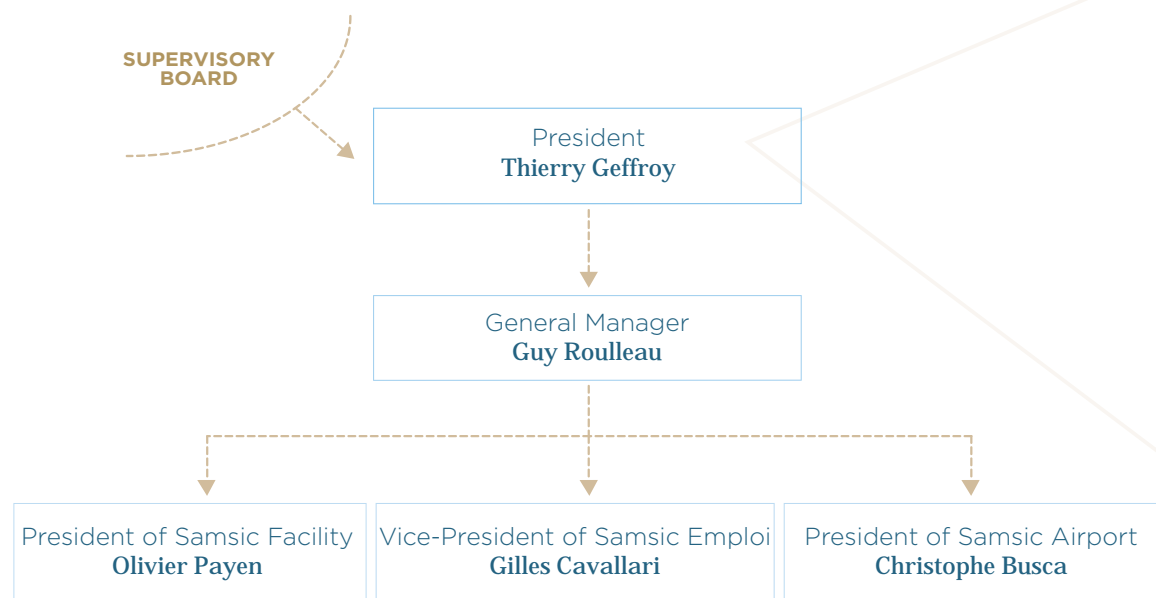 SUPERVISORY
BOARD
President
Thierry Geffroy
General Manager
Guy Roulleau
President of Samsic Facility
Olivier Payen
Vice-President of Samsic Emploi
Gilles Cavallari
President of Samsic Airport
Christophe Busca